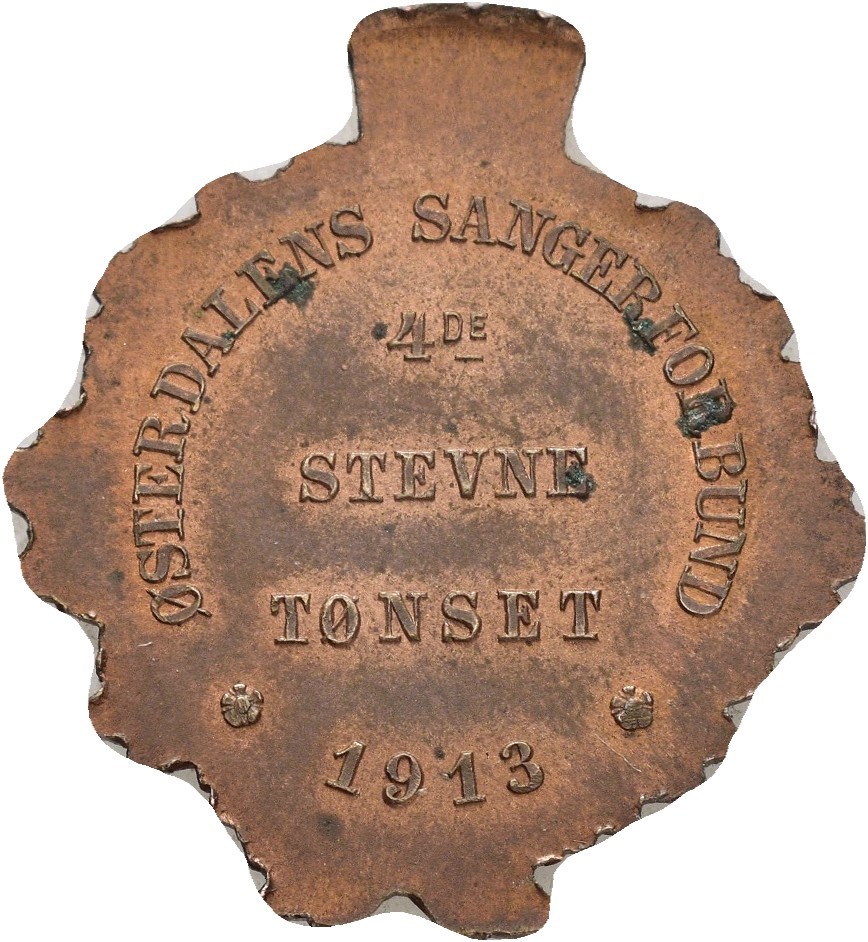 ØSTERDALENS SANGERFORBUND
4DE
STEVNE
TØNSET
1913